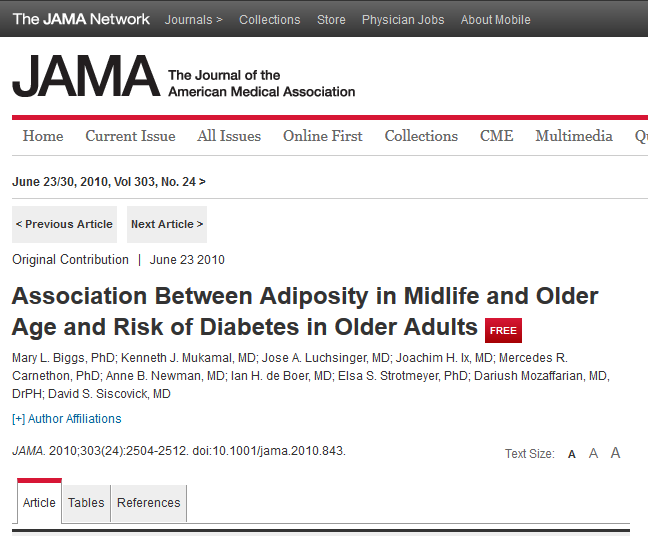 The JAMA Network Journals > Collections Store Physician Jobs About Mobile
JAMA The Journal of the
American Medical Association
Home Current Issue All Issues Online First Collections CME Multimedia
June 23/30, 2010, Vol 303, No. 24 >
< Previous Article Next Article >
Original Contribution | June 23 2010
Association Between Adiposity in Midlife and Older
Age and Risk of Diabetes in Older Adults FREE
Mary L. Biggs, PhD; Kenneth J. Mukamal, MD; Jose A. Luchsinger, MD; Joachim H. Ix, MD; Mercedes R.
Carnethon, PhD; Anne B. Newman, MD; Ian H. de Boer, MD; Elsa S. Strotmeyer, PhD; Dariush Mozaffarian, MD,
DrPH; David S. Siscovick, MD
[+] Author Affiliations
JAMA. 2010;303(24):2504-2512. doi:10.1001/jama.2010.843. Text Size: A A A
Article Tables References